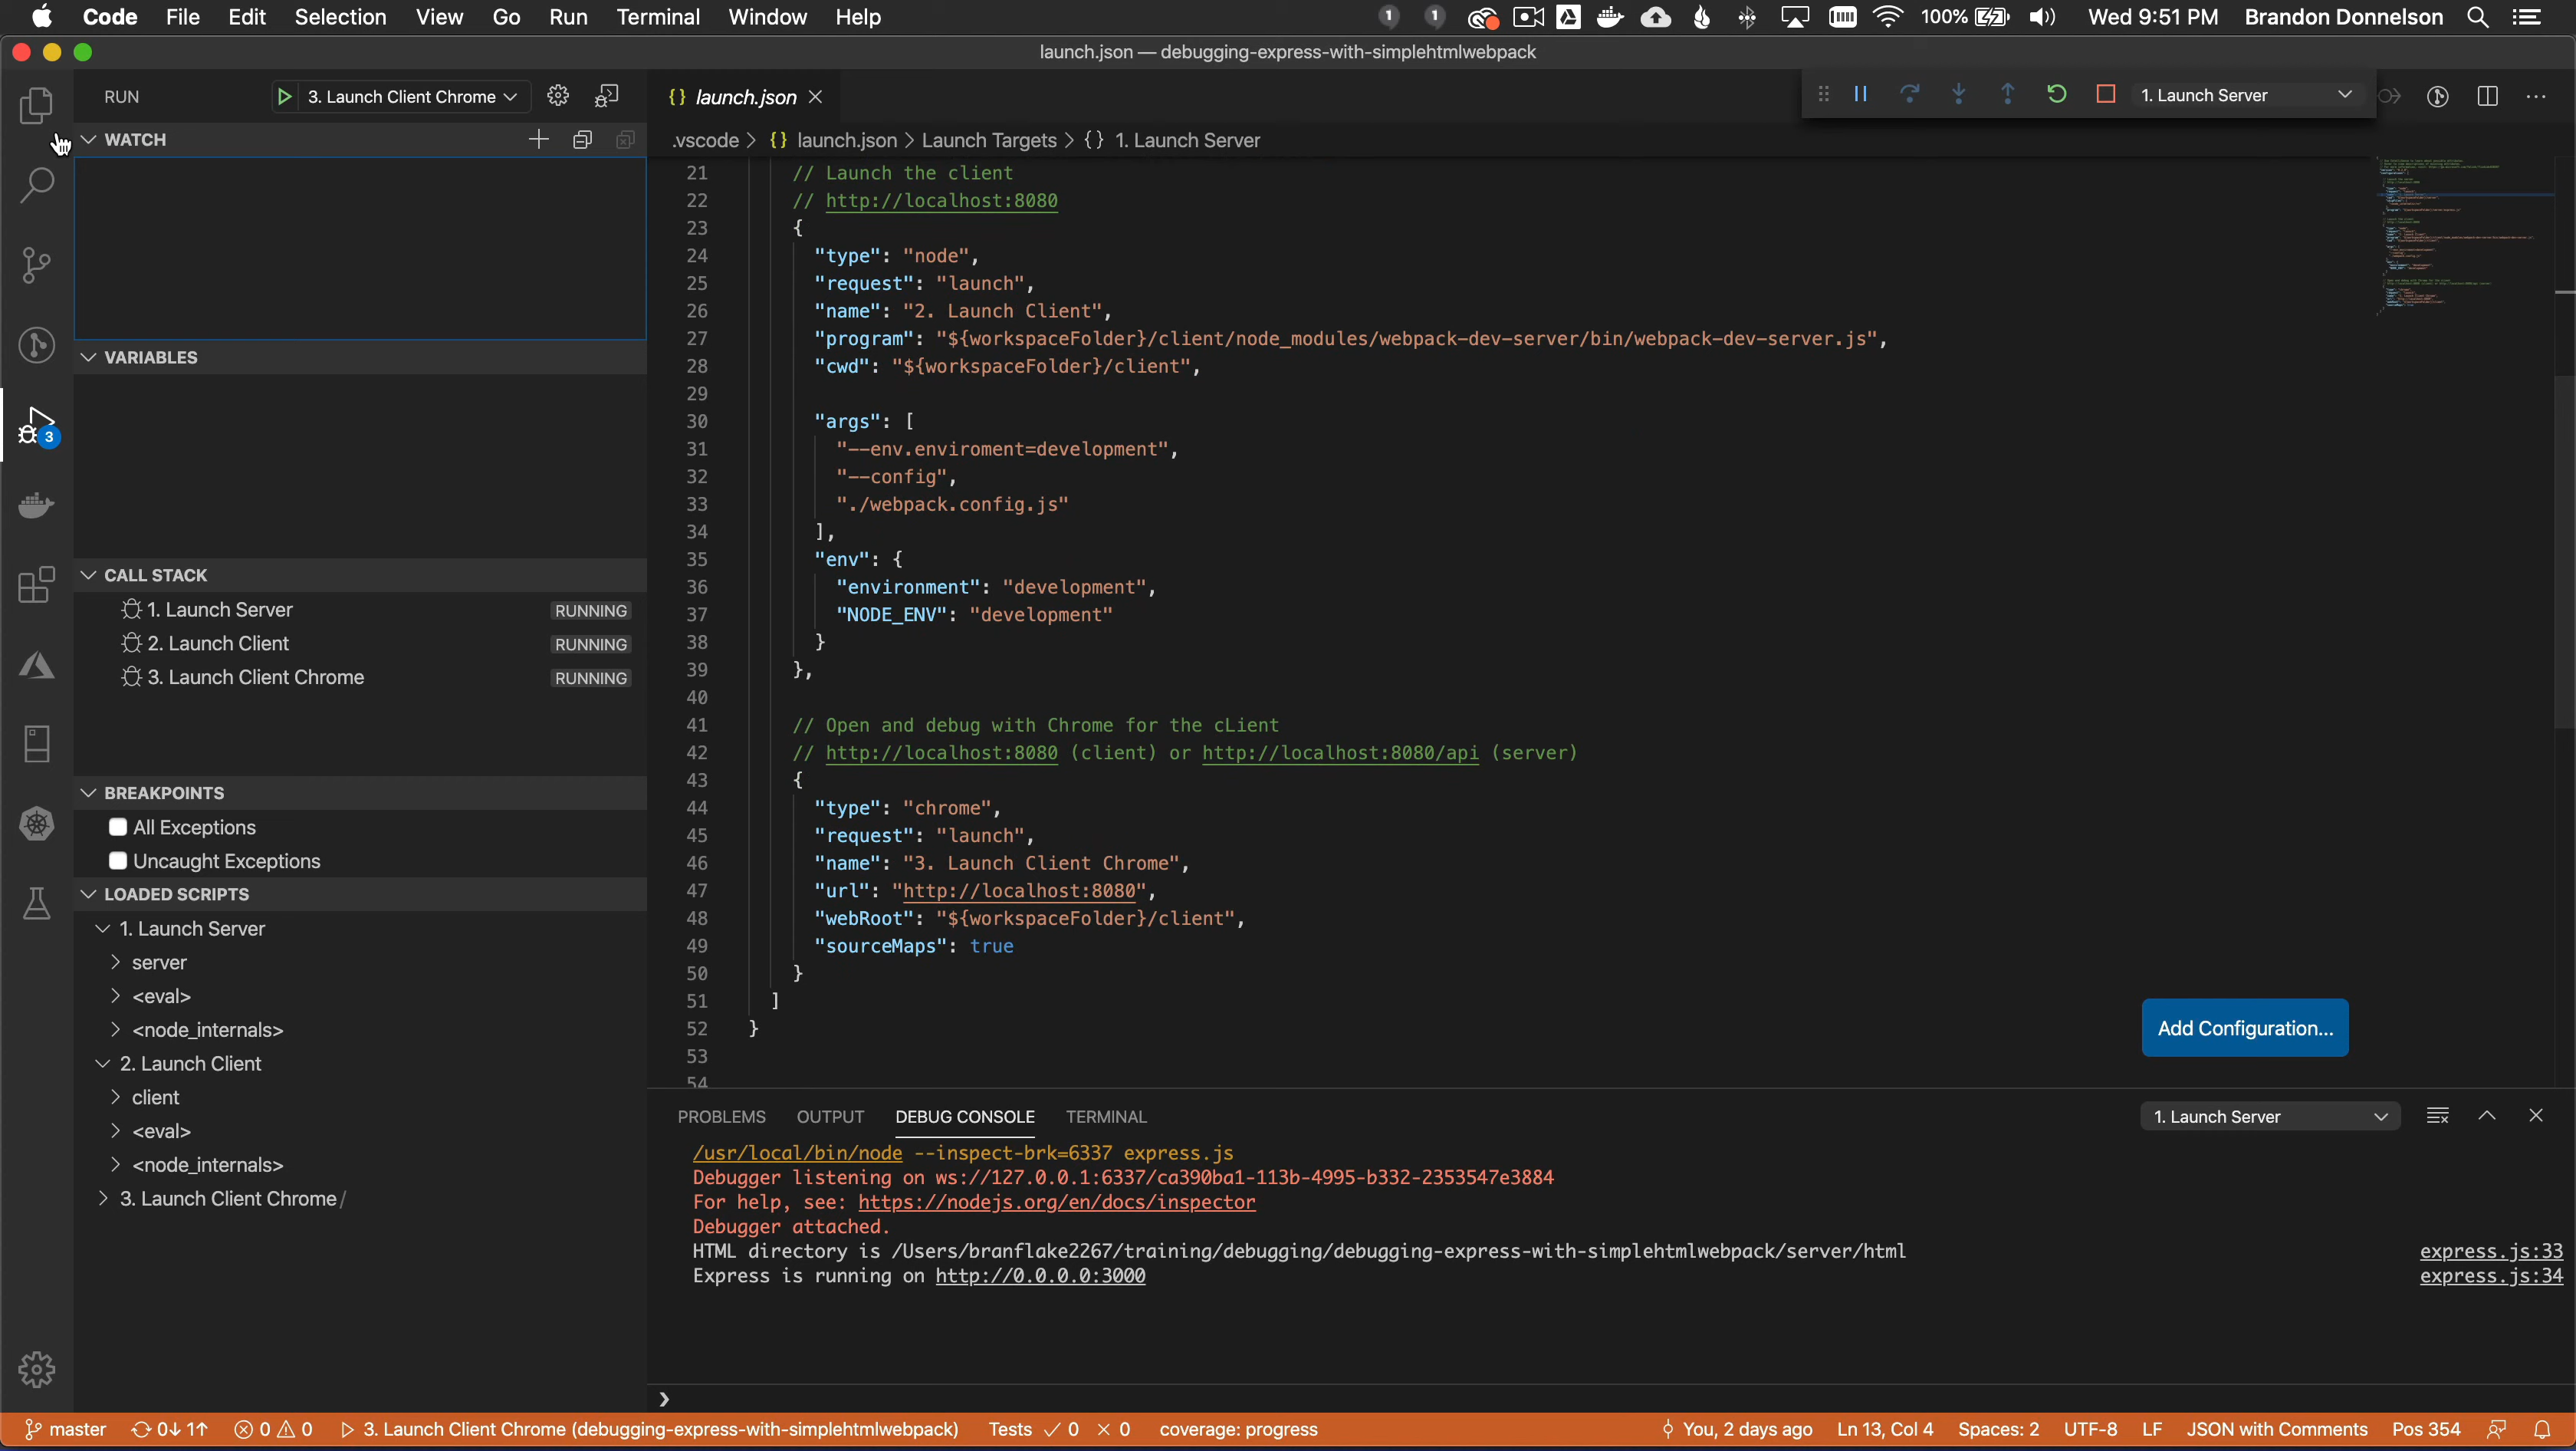 Code File Edit Selection View Go Run Terminal Window Help 1 1 100% Wed 9:51 PM Brandon Donnelson
launch.json — debugging-express-with-simplehtmlwebpack
RUN 3. Launch Client Chrome
{} launch.json
1. Launch Server
WATCH
.vscode > {} launch.json > Launch Targets > {} 1. Launch Server
21 // Launch the client
22 // http://localhost:8080
23 {
24 "type": "node",
25 "request": "launch",
26 "name": "2. Launch Client",
27 "program": "${workspaceFolder}/client/node_modules/webpack-dev-server/bin/webpack-dev-server.js",
28 "cwd": "${workspaceFolder}/client",
29
30 "args": [
31 "--env.enviroment=development",
32 "--config",
33 "./webpack.config.js"
34 ],
35 "env": {
36 "environment": "development",
37 "NODE_ENV": "development"
38 }
39 },
40
41 // Open and debug with Chrome for the cLient
42 // http://localhost:8080 (client) or http://localhost:8080/api (server)
43 {
44 "type": "chrome",
45 "request": "launch",
46 "name": "3. Launch Client Chrome",
47 "url": "http://localhost:8080",
48 "webRoot": "${workspaceFolder}/client",
49 "sourceMaps": true
50 }
51 ]
52 }
53
54
VARIABLES
3
CALL STACK
1. Launch Server RUNNING
2. Launch Client RUNNING
3. Launch Client Chrome RUNNING
BREAKPOINTS
All Exceptions
Uncaught Exceptions
LOADED SCRIPTS
1. Launch Server
server
<eval>
<node_internals>
2. Launch Client
client
<eval>
<node_internals>
3. Launch Client Chrome /
Add Configuration...
PROBLEMS OUTPUT DEBUG CONSOLE TERMINAL
1. Launch Server
/usr/local/bin/node --inspect-brk=6337 express.js
Debugger listening on ws://127.0.0.1:6337/ca390ba1-113b-4995-b332-2353547e3884
For help, see: https://nodejs.org/en/docs/inspector
Debugger attached.
HTML directory is /Users/branflake2267/training/debugging/debugging-express-with-simplehtmlwebpack/server/html express.js:33
Express is running on http://0.0.0.0:3000 express.js:34
master 0↓ 1↑ 0 0 3. Launch Client Chrome (debugging-express-with-simplehtmlwebpack) Tests ✓ 0 × 0 coverage: progress You, 2 days ago Ln 13, Col 4 Spaces: 2 UTF-8 LF JSON with Comments Pos 354